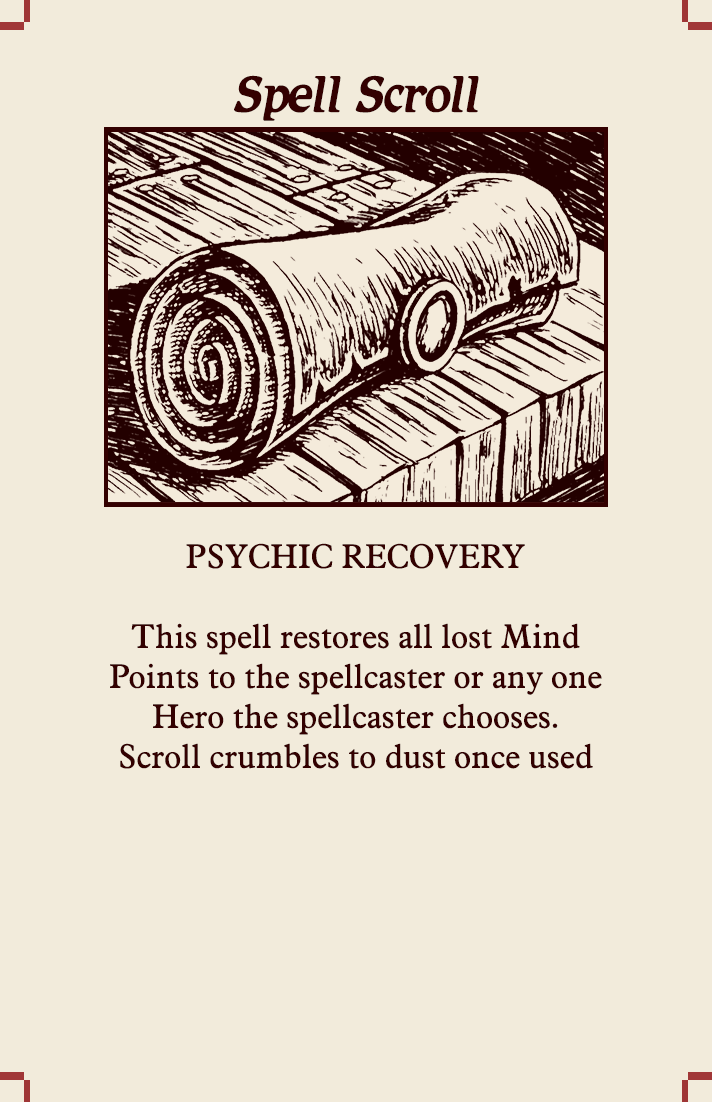 Spell Scroll
PSYCHIC RECOVERY
This spell restores all lost Mind
Points to the spellcaster or any one
Hero the spellcaster chooses.
Scroll crumbles to dust once used